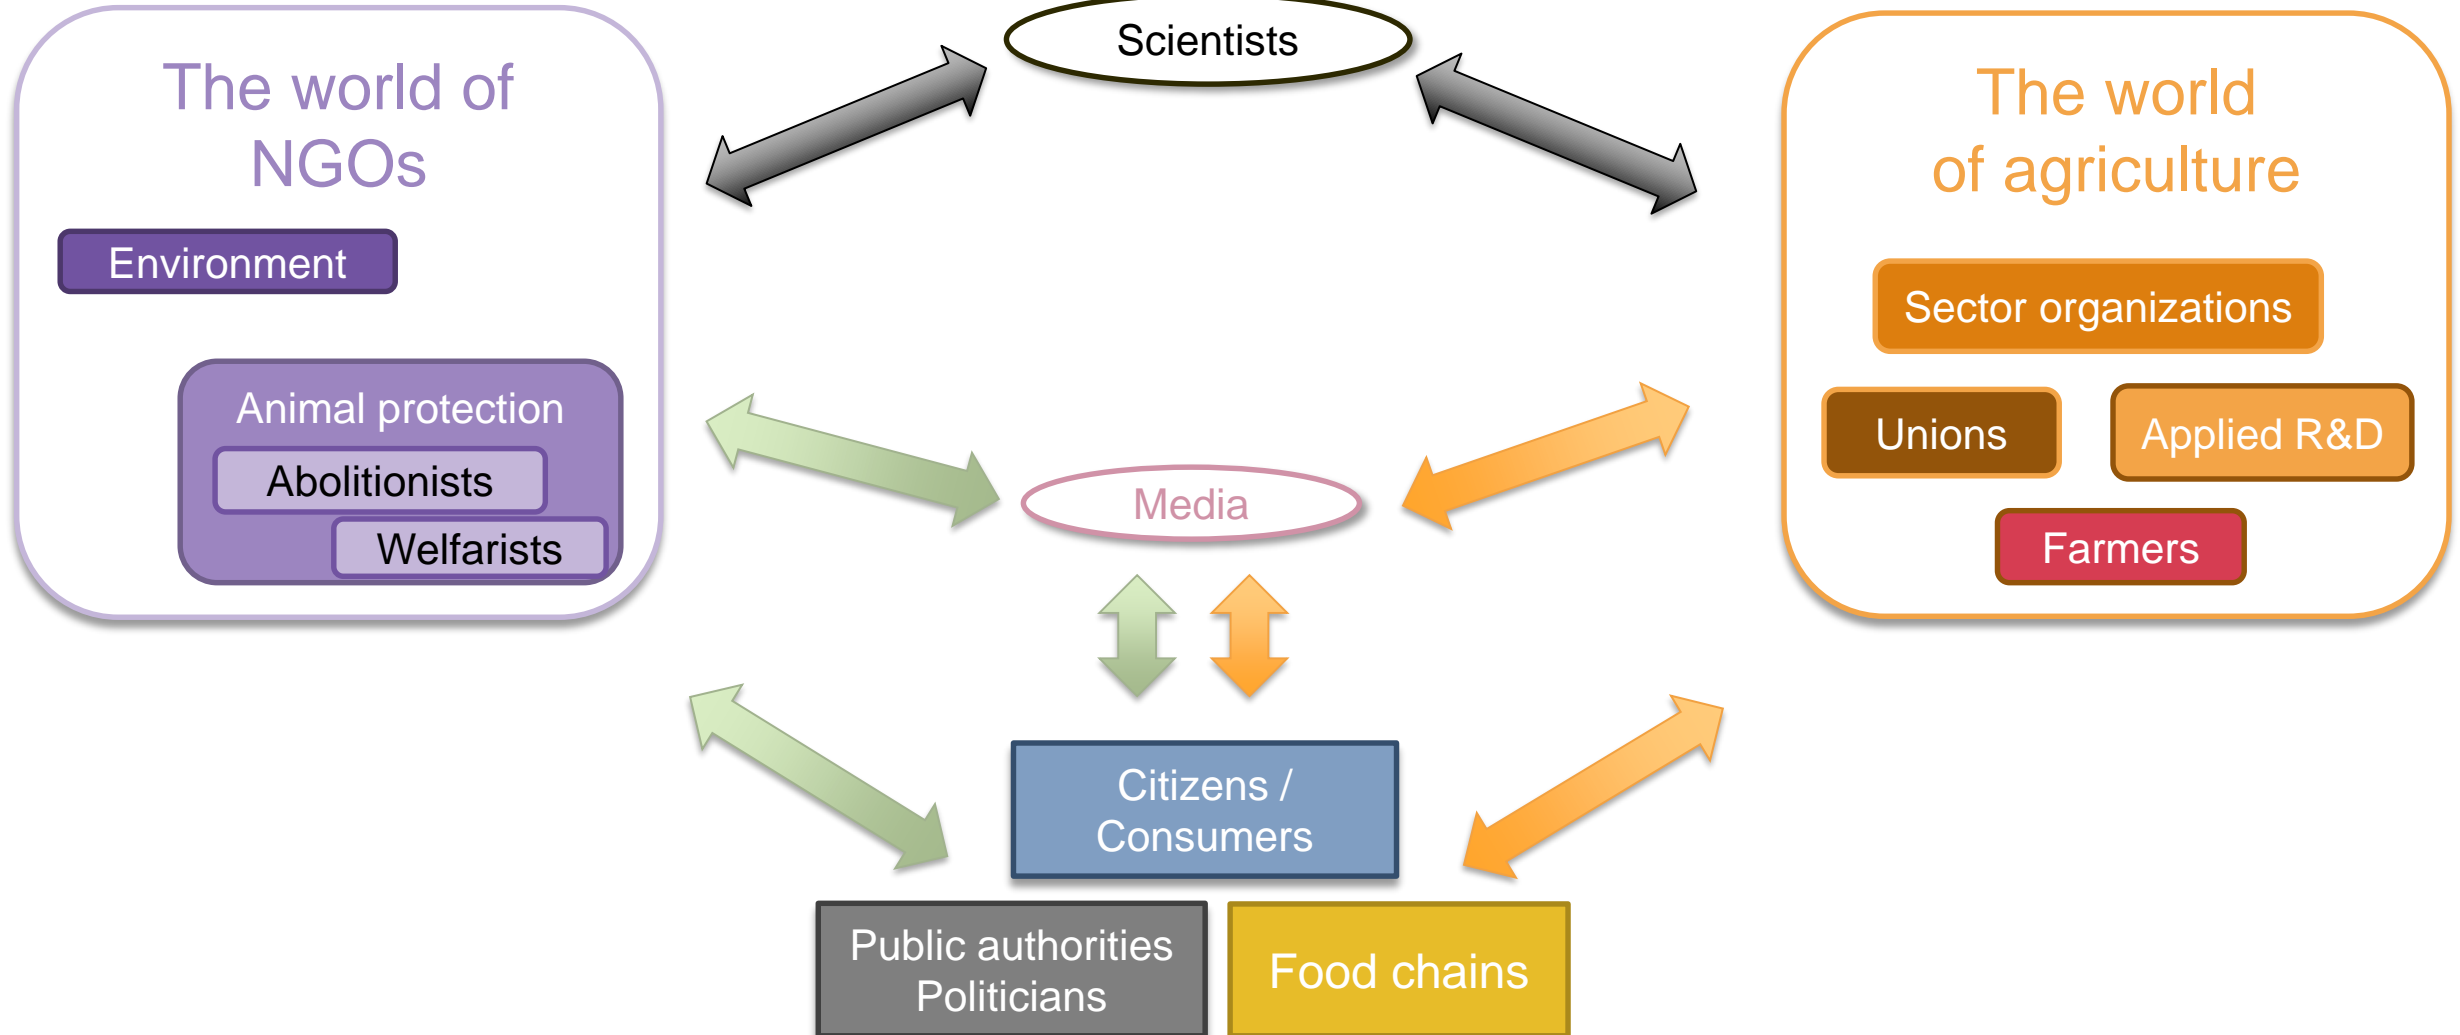 Scientists
The world of
NGOs
Environment
Animal protection
Abolitionists
Welfarists
The world
of agriculture
Sector organizations
Unions
Applied R&D
Farmers
Media
Citizens /
Consumers
Public authorities
Politicians
Food chains